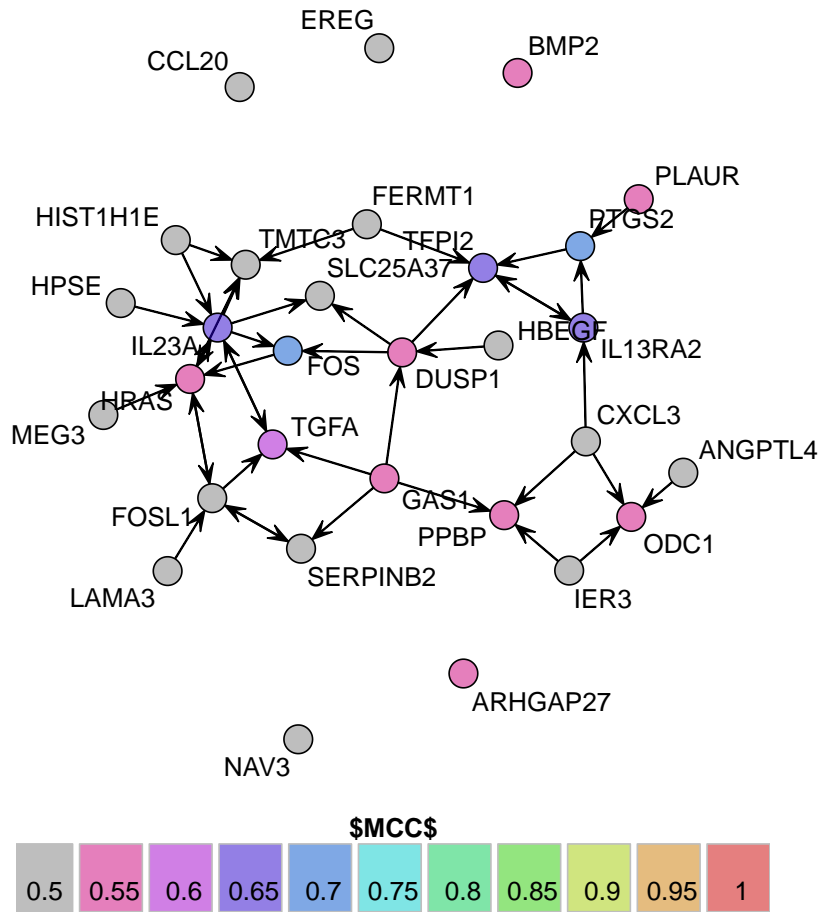 EREG
BMP2
CCL20
PLAUR
FERMT1
HIST1H1E
PTGS2
TMTC3
TFPI2
SLC25A37
HPSE
HBEGF
IL23A
IL13RA2
FOS
DUSP1
HRAS
MEG3
CXCL3
TGFA
ANGPTL4
GAS1
FOSL1
PPBP
ODC1
SERPINB2
LAMA3
IER3
ARHGAP27
NAV3
$MCC$
0.5 0.55 0.6 0.65 0.7 0.75 0.8 0.85 0.9 0.95 1